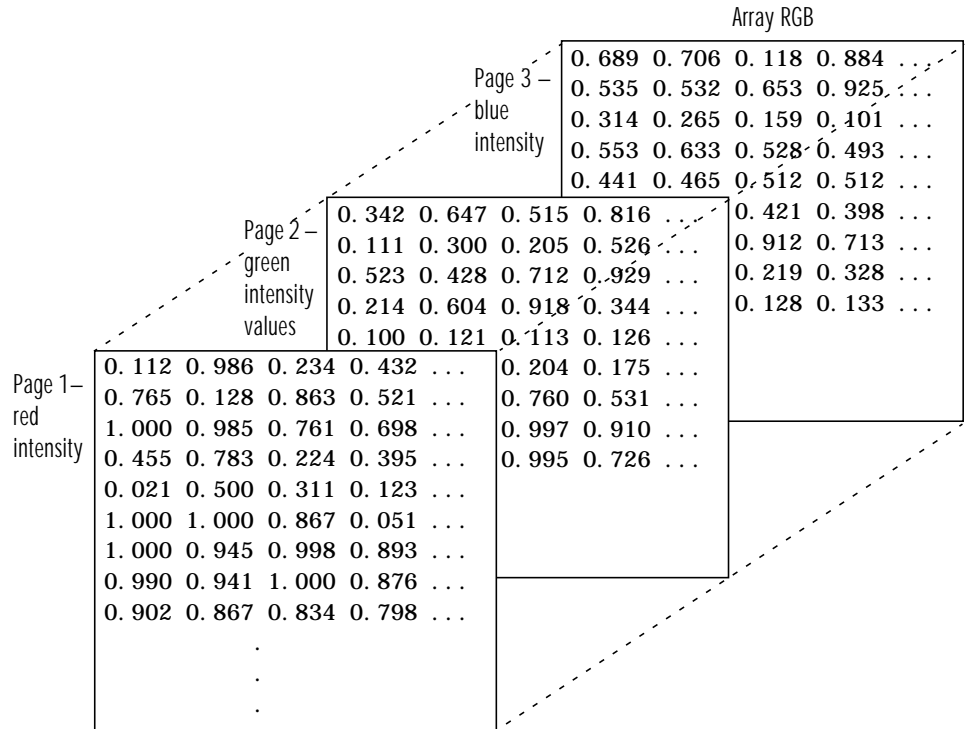 Array RGB
Page 3 –
blue
intensity
0. 689 0. 706 0. 118 0. 884 ...
0. 535 0. 532 0. 653 0. 925 ...
0. 314 0. 265 0. 159 0. 101 ...
0. 553 0. 633 0. 528 0. 493 ...
0. 441 0. 465 0. 512 0. 512 ...
0. 421 0. 398 ...
0. 912 0. 713 ...
0. 219 0. 328 ...
0. 128 0. 133 ...
Page 2 –
green
intensity
values
0. 342 0. 647 0. 515 0. 816 ...
0. 111 0. 300 0. 205 0. 526 ...
0. 523 0. 428 0. 712 0. 929 ...
0. 214 0. 604 0. 918 0. 344 ...
0. 100 0. 121 0. 113 0. 126 ...
0. 204 0. 175 ...
0. 760 0. 531 ...
0. 997 0. 910 ...
0. 995 0. 726 ...
Page 1 –
red
intensity
0. 112 0. 986 0. 234 0. 432 ...
0. 765 0. 128 0. 863 0. 521 ...
1. 000 0. 985 0. 761 0. 698 ...
0. 455 0. 783 0. 224 0. 395 ...
0. 021 0. 500 0. 311 0. 123 ...
1. 000 1. 000 0. 867 0. 051 ...
1. 000 0. 945 0. 998 0. 893 ...
0. 990 0. 941 1. 000 0. 876 ...
0. 902 0. 867 0. 834 0. 798 ...
.
.
.